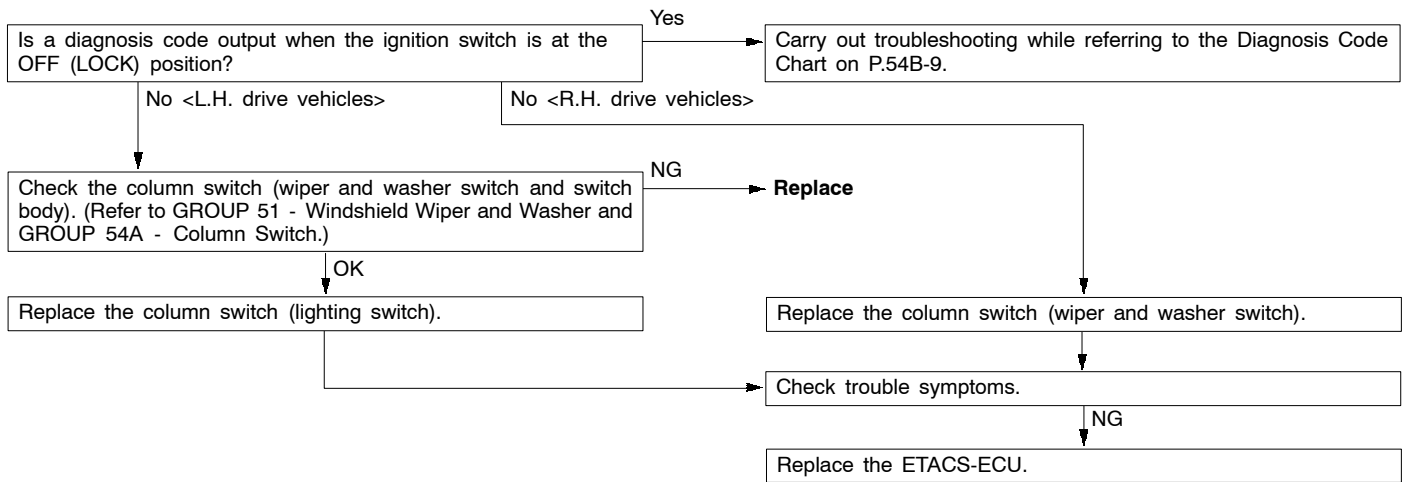 Yes
Is a diagnosis code output when the ignition switch is at the
OFF (LOCK) position?
Carry out troubleshooting while referring to the Diagnosis Code
Chart on P.54B-9.
No <L.H. drive vehicles>
No <R.H. drive vehicles>
NG
Check the column switch (wiper and washer switch and switch
body). (Refer to GROUP 51 - Windshield Wiper and Washer and
GROUP 54A - Column Switch.)
Replace
OK
Replace the column switch (lighting switch).
Replace the column switch (wiper and washer switch).
Check trouble symptoms.
NG
Replace the ETACS-ECU.